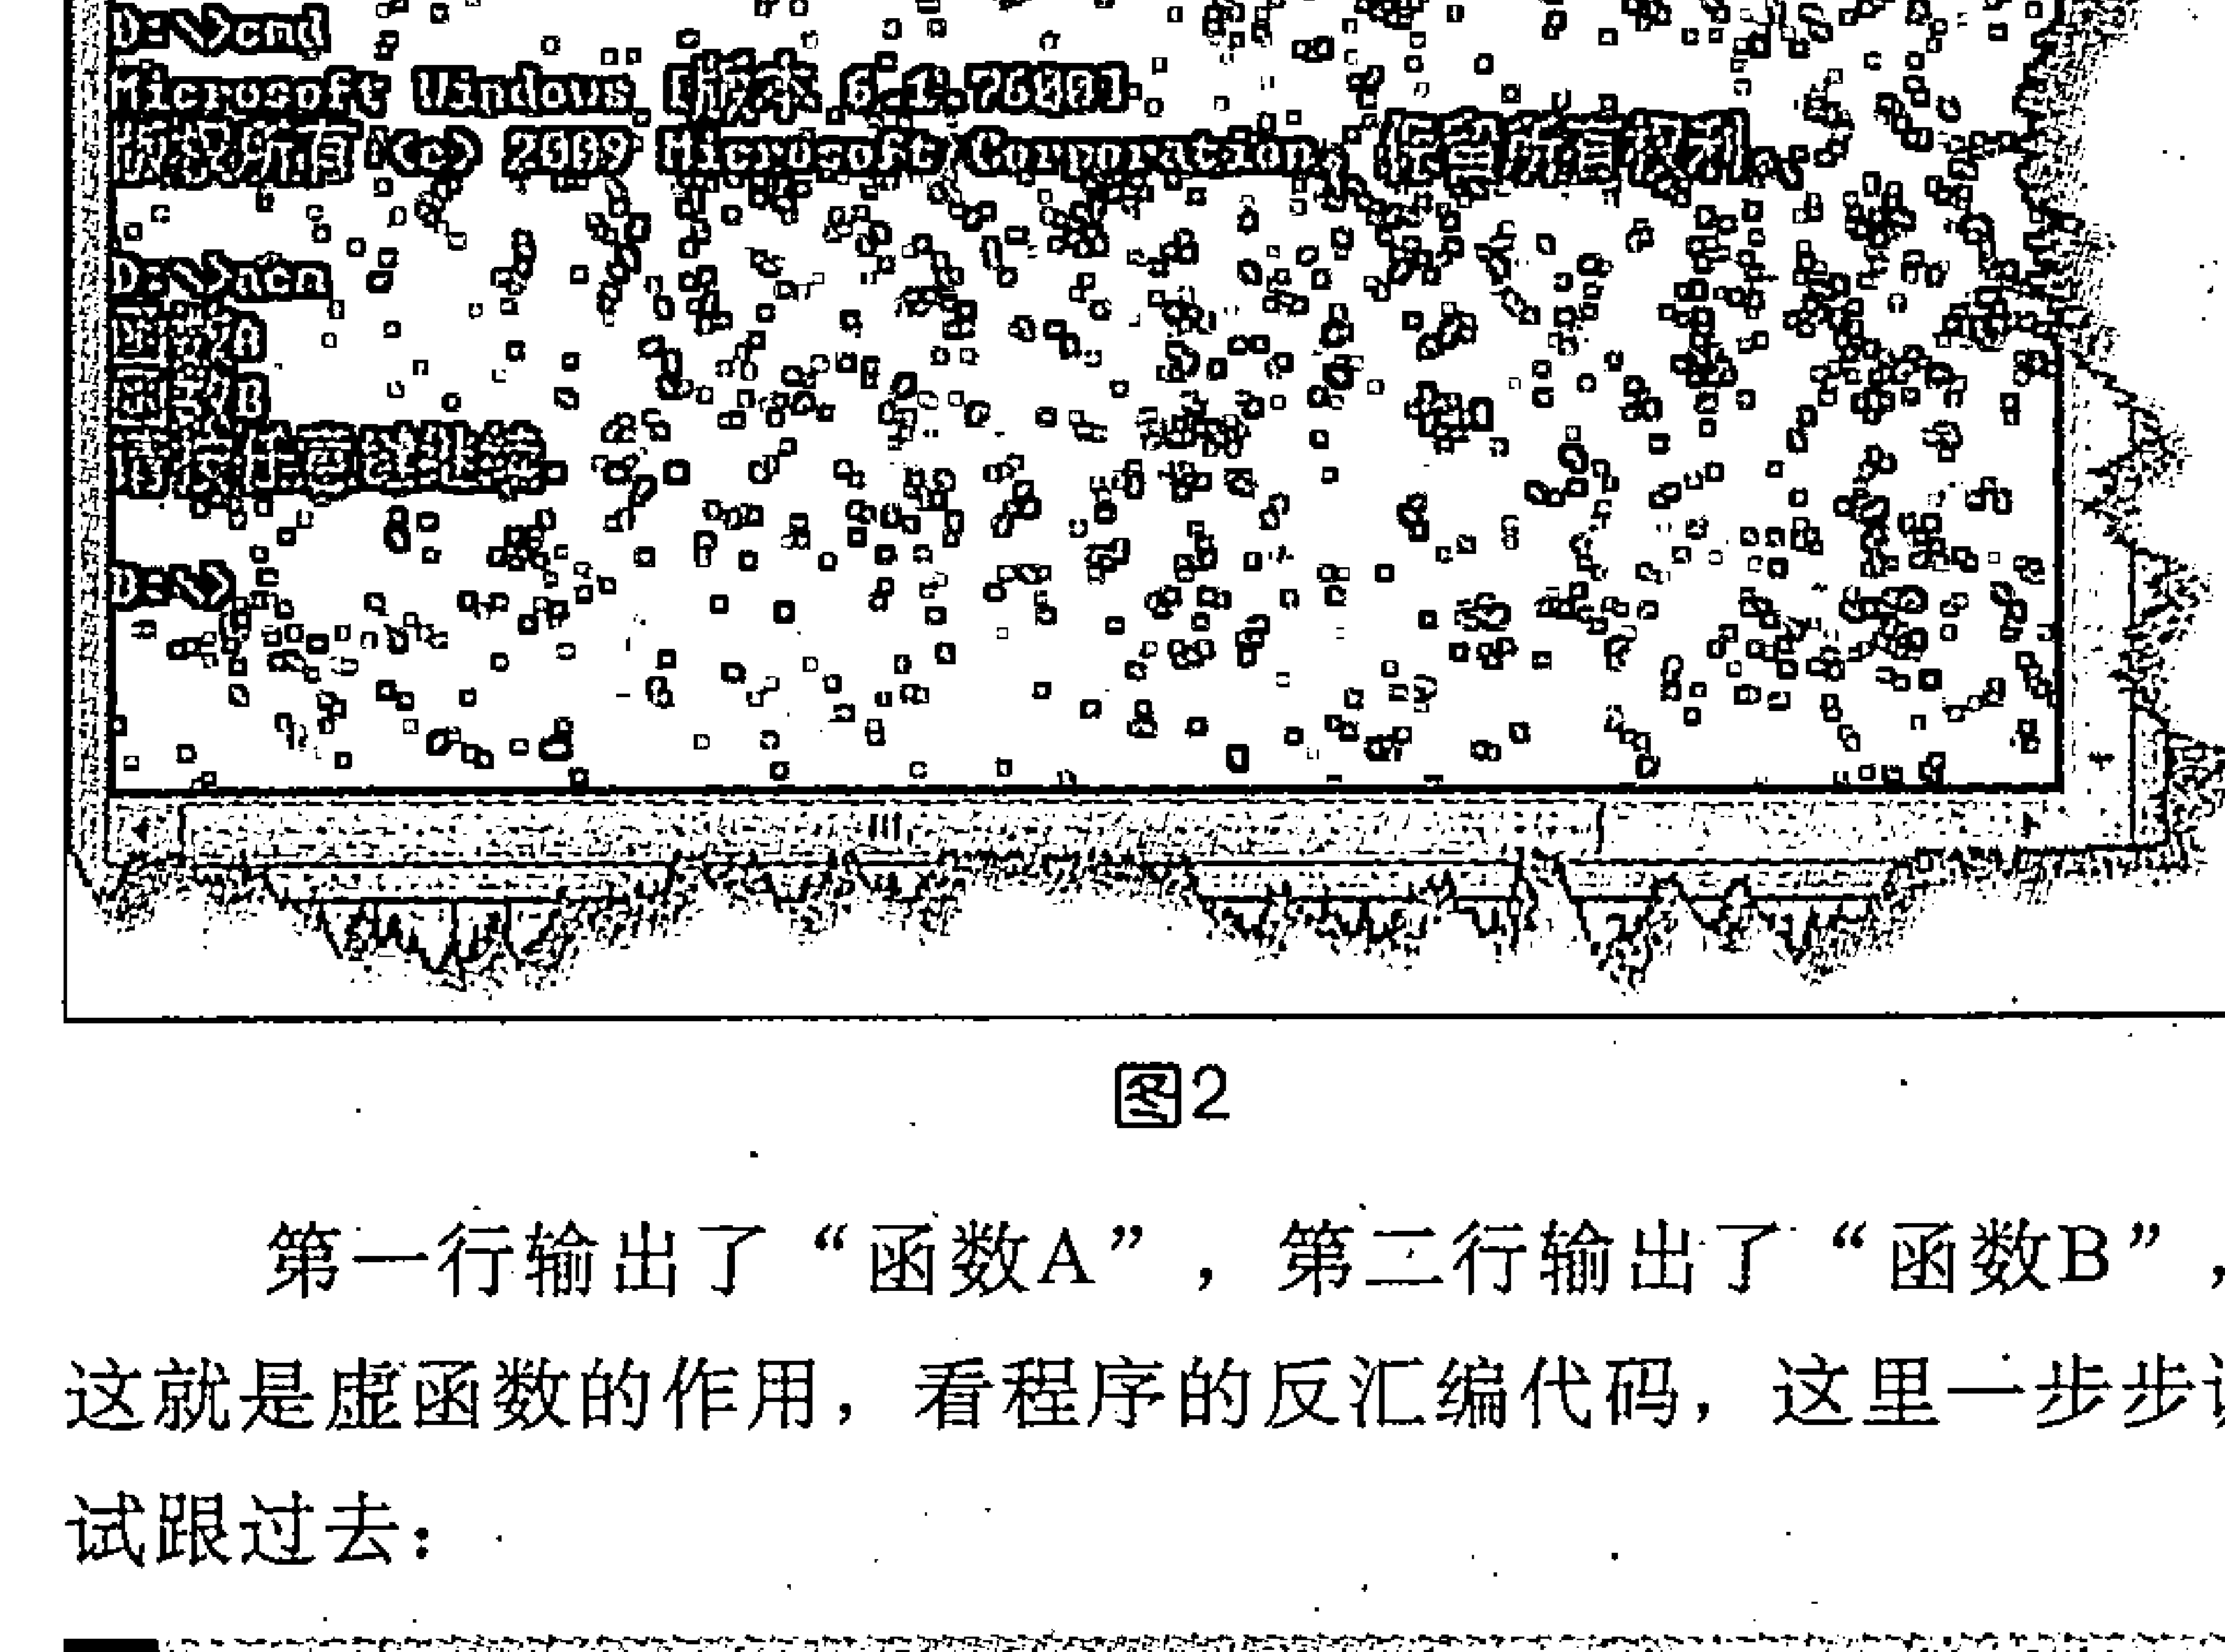 D:\>cmd
Microsoft Windows [版本 6.1.7600]
版权所有 (c) 2009 Microsoft Corporation。保留所有权利。
D:\>
函数A
函数B
请按任意键继续
D:\>
图2
第一行输出了“函数A”，第二行输出了“函数B”，
这就是虚函数的作用，看程序的反汇编代码，这里一步步
试跟过去：